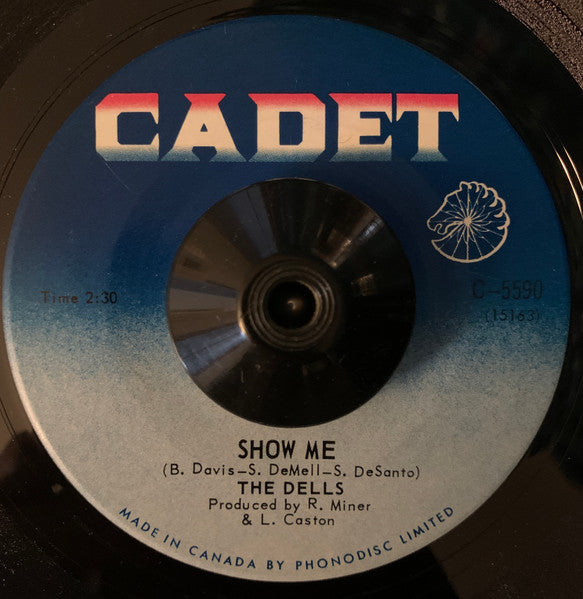 CADET
Time 2:30
C-5590
(15163)
SHOW ME
(B. Davis-S. DeMell-S. DeSanto)
THE DELLS
Produced by R. Miner
& L. Caston
MADE IN CANADA BY PHONODISC LIMITED